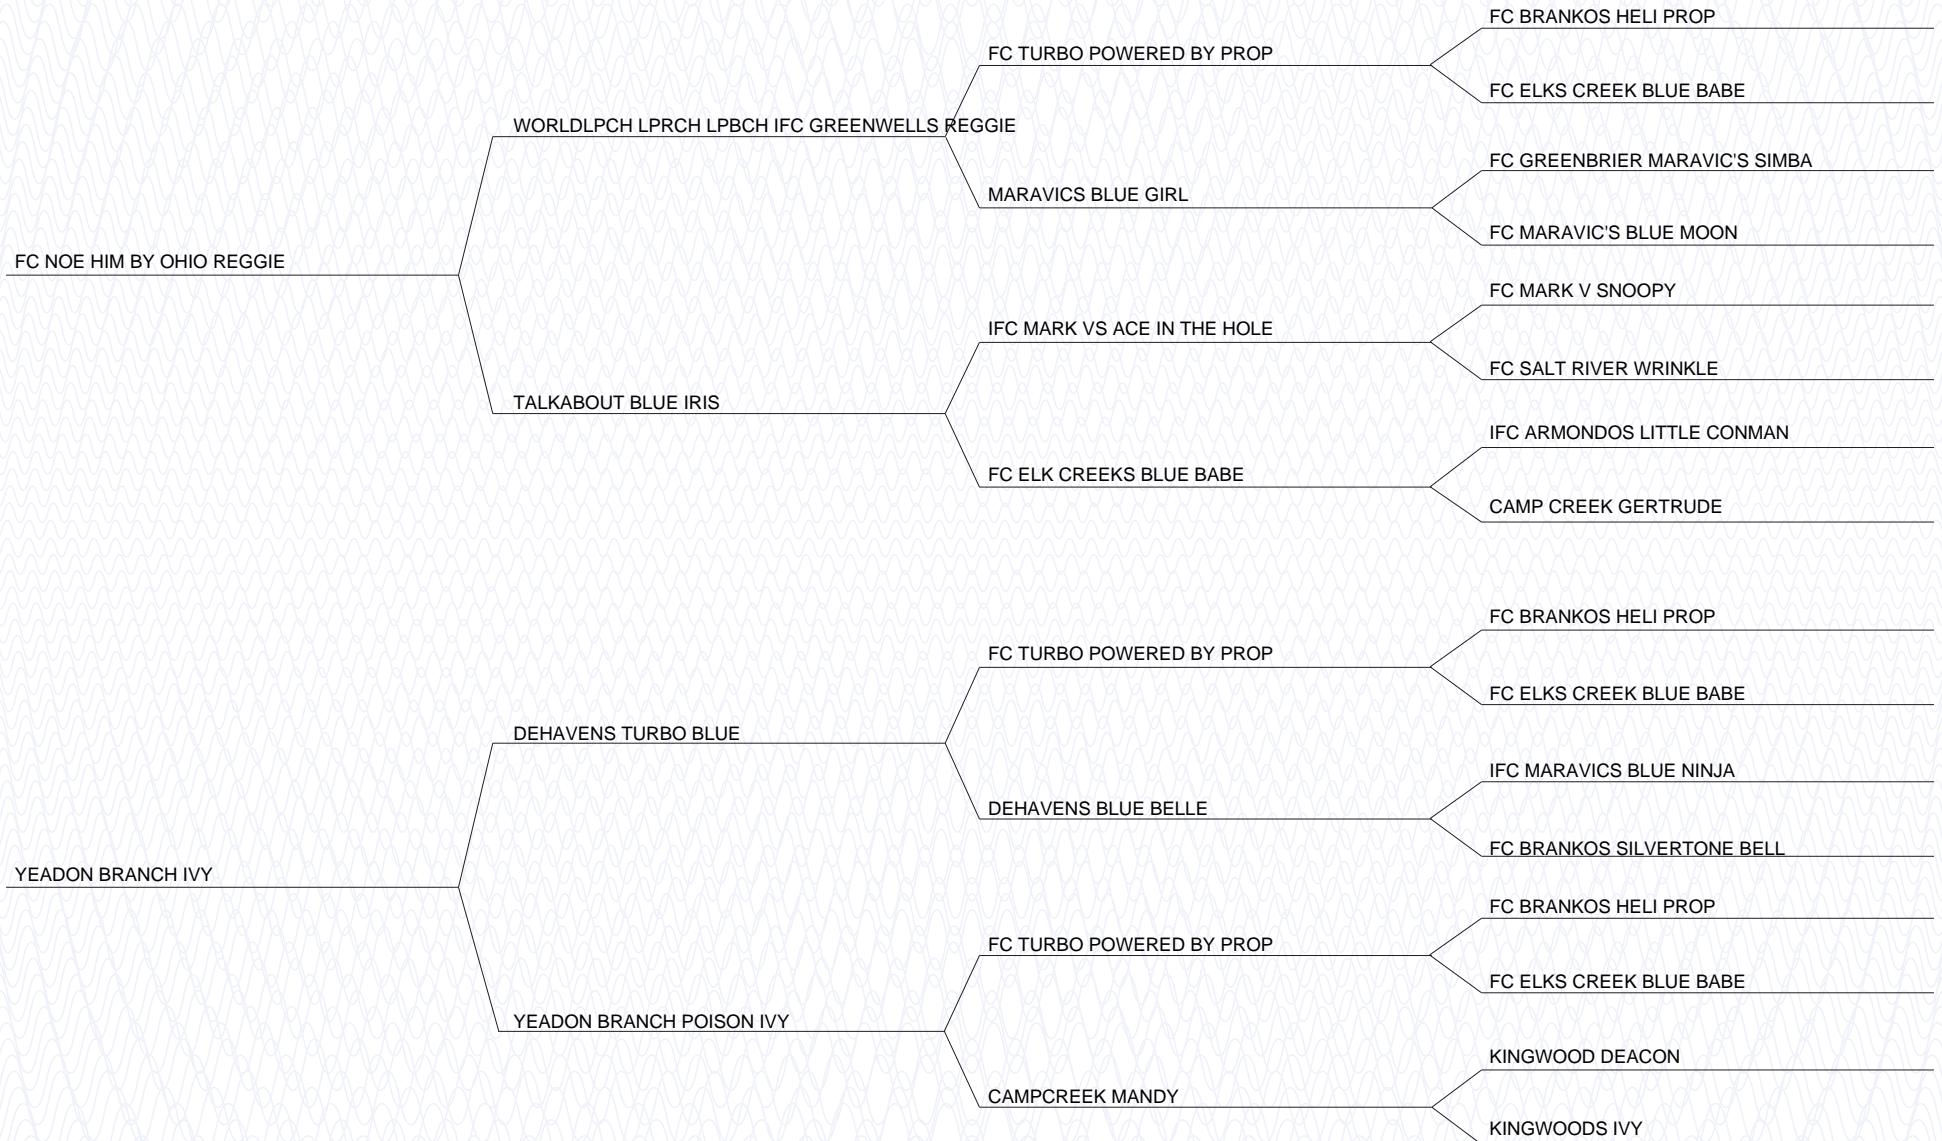 FC BRANKOS HELI PROP
FC TURBO POWERED BY PROP
FC ELKS CREEK BLUE BABE
WORLDLPCH LPRCH LPBCH IFC GREENWELLS REGGIE
FC GREENBRIER MARAVIC'S SIMBA
MARAVICS BLUE GIRL
FC MARAVIC'S BLUE MOON
FC NOE HIM BY OHIO REGGIE
FC MARK V SNOOPY
IFC MARK VS ACE IN THE HOLE
FC SALT RIVER WRINKLE
TALKABOUT BLUE IRIS
IFC ARMONDOS LITTLE CONMAN
FC ELK CREEKS BLUE BABE
CAMP CREEK GERTRUDE
FC BRANKOS HELI PROP
FC TURBO POWERED BY PROP
FC ELKS CREEK BLUE BABE
DEHAVENS TURBO BLUE
IFC MARAVICS BLUE NINJA
DEHAVENS BLUE BELLE
FC BRANKOS SILVERTONE BELL
YEADON BRANCH IVY
FC BRANKOS HELI PROP
FC TURBO POWERED BY PROP
FC ELKS CREEK BLUE BABE
YEADON BRANCH POISON IVY
KINGWOOD DEACON
CAMPCREEK MANDY
KINGWOODS IVY